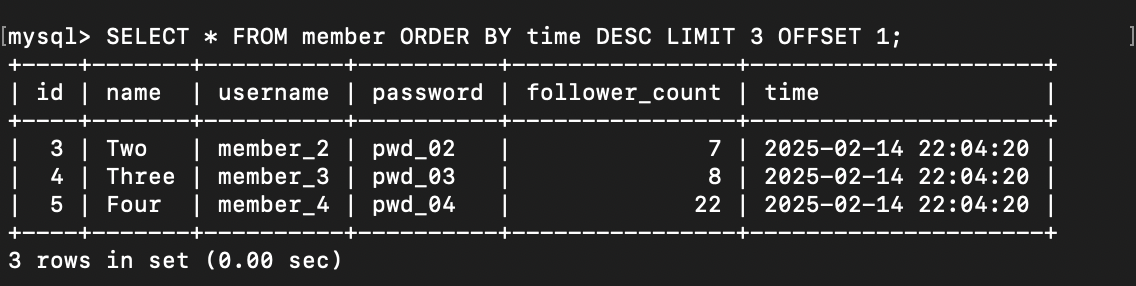 [mysql> SELECT * FROM member ORDER BY time DESC LIMIT 3 OFFSET 1; ]
+----+-------+----------+----------+----------------+---------------------+
| id | name  | username | password | follower_count | time                |
+----+-------+----------+----------+----------------+---------------------+
|  3 | Two   | member_2 | pwd_02   |              7 | 2025-02-14 22:04:20 |
|  4 | Three | member_3 | pwd_03   |              8 | 2025-02-14 22:04:20 |
|  5 | Four  | member_4 | pwd_04   |             22 | 2025-02-14 22:04:20 |
+----+-------+----------+----------+----------------+---------------------+
3 rows in set (0.00 sec)